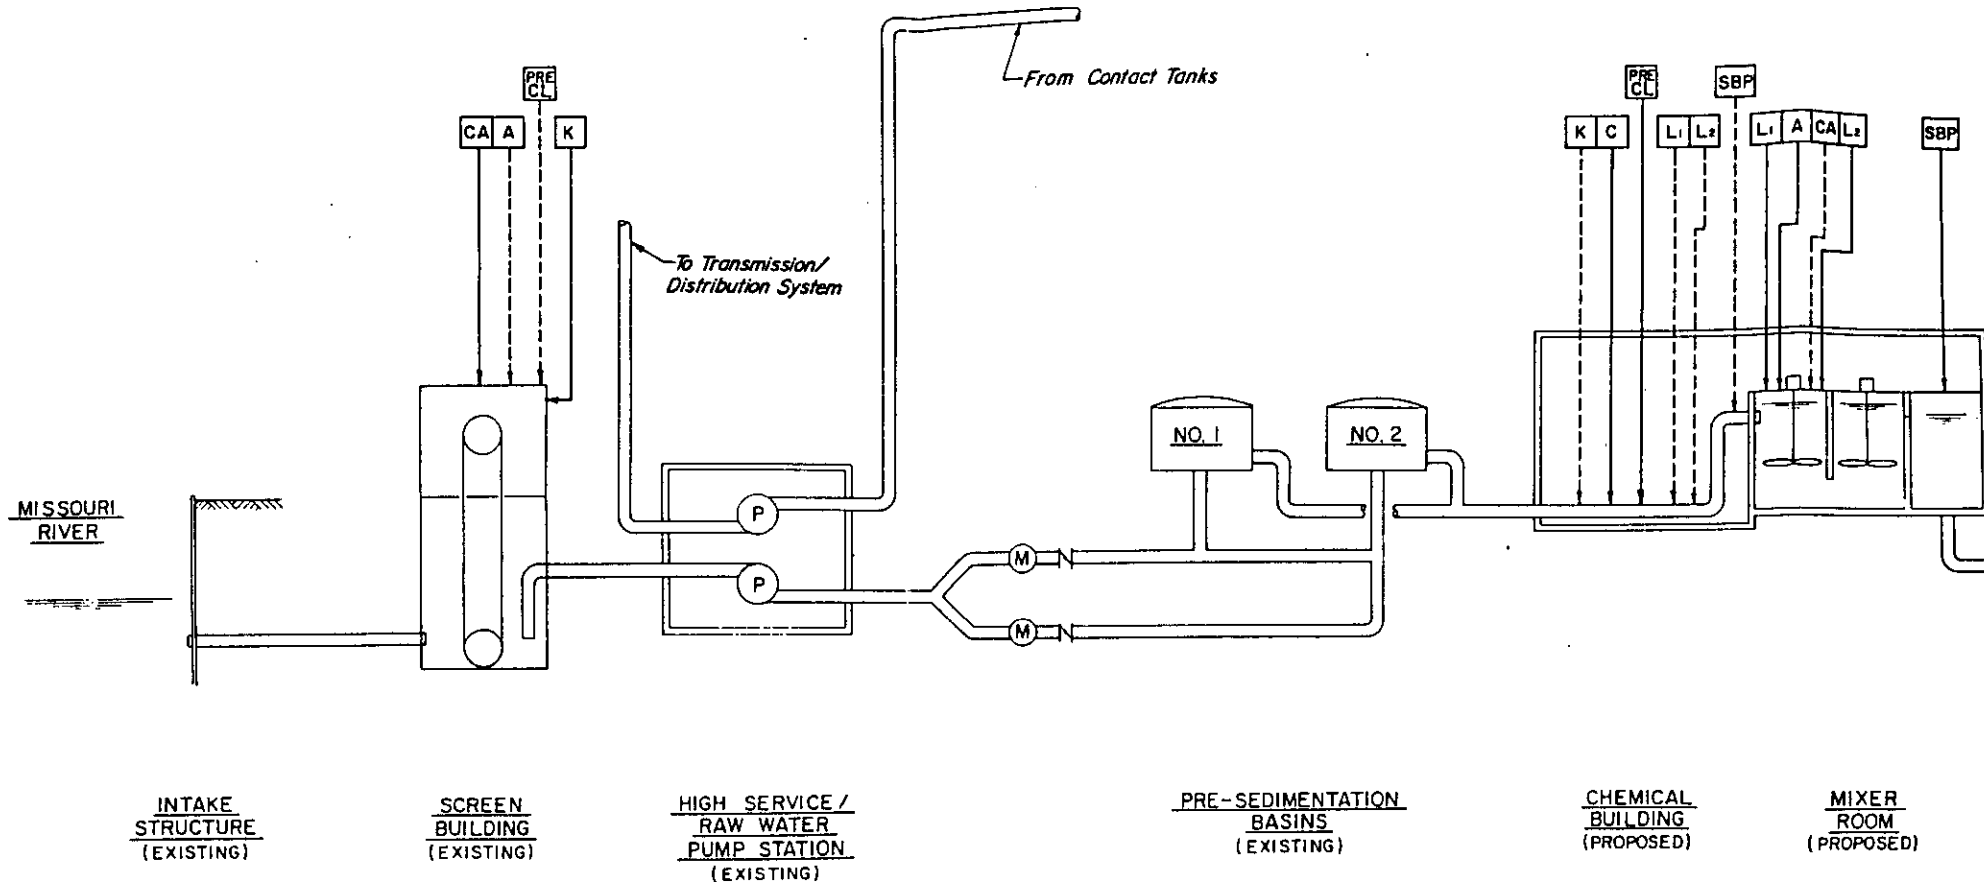 From Contact Tanks
PRE CL.
CA A
K
PRE CL.
SBP
K C
L1 L2
L1 A CA L2
SBP
To Transmission/
Distribution System
P
P
M
M
NO. 1
NO. 2
MISSOURI
RIVER
INTAKE
STRUCTURE
(EXISTING)
SCREEN
BUILDING
(EXISTING)
HIGH SERVICE /
RAW WATER
PUMP STATION
(EXISTING)
PRE-SEDIMENTATION
BASINS
(EXISTING)
CHEMICAL
BUILDING
(PROPOSED)
MIXER
ROOM
(PROPOSED)